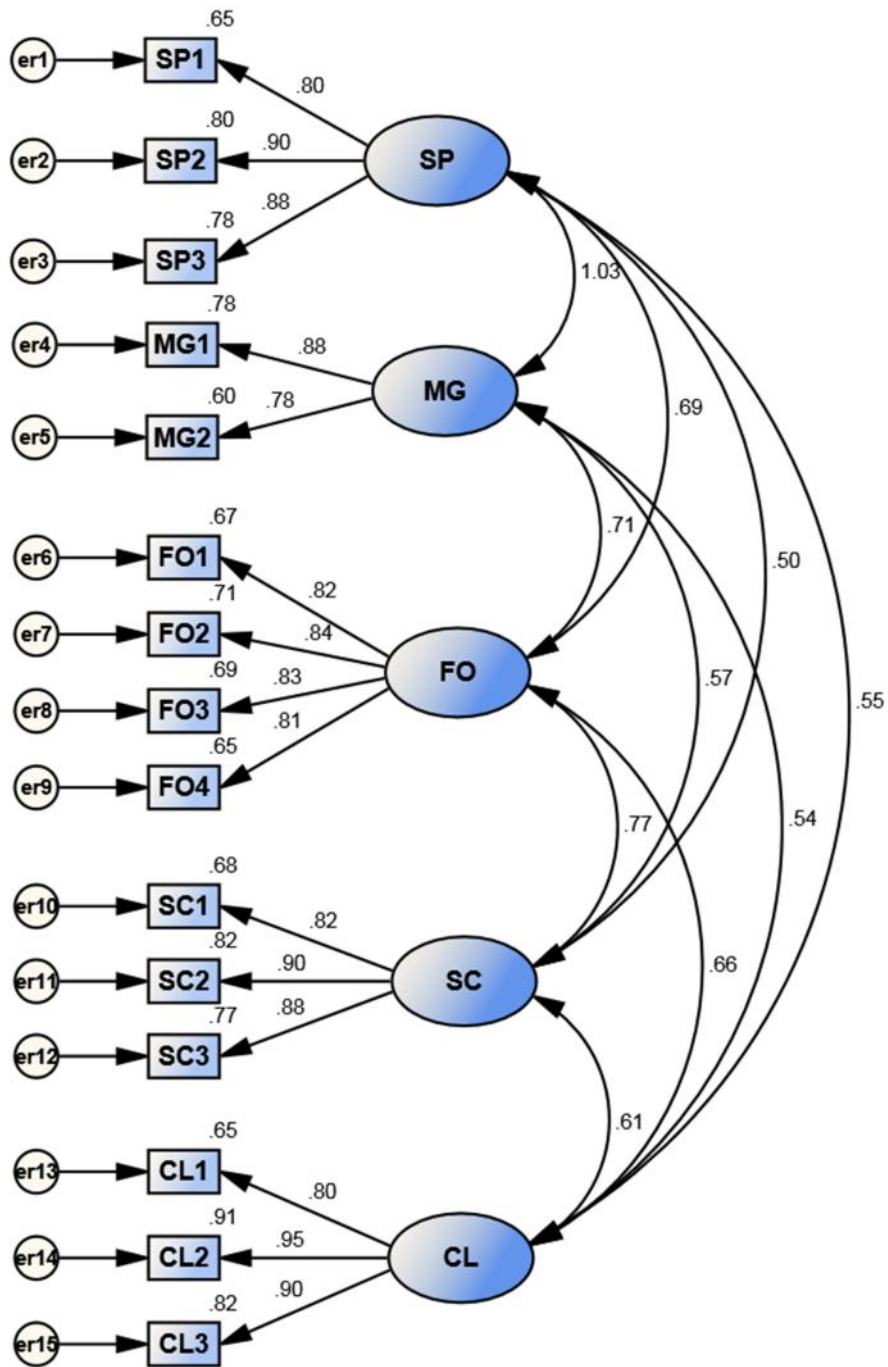 .65
er1
SP1
.80
.80
er2
SP2
.90
SP
.88
.78
er3
SP3
1.03
.78
er4
MG1
.88
MG
.60
.78
er5
MG2
.69
.71
.67
er6
FO1
.82
.50
.71
er7
FO2
.84
FO
.69
er8
FO3
.83
.57
.55
.81
.65
er9
FO4
.77
.54
.68
er10
SC1
.82
.82
er11
SC2
.90
SC
.66
.77
er12
SC3
.88
.61
.65
er13
CL1
.80
.91
er14
CL2
.95
CL
.90
.82
er15
CL3